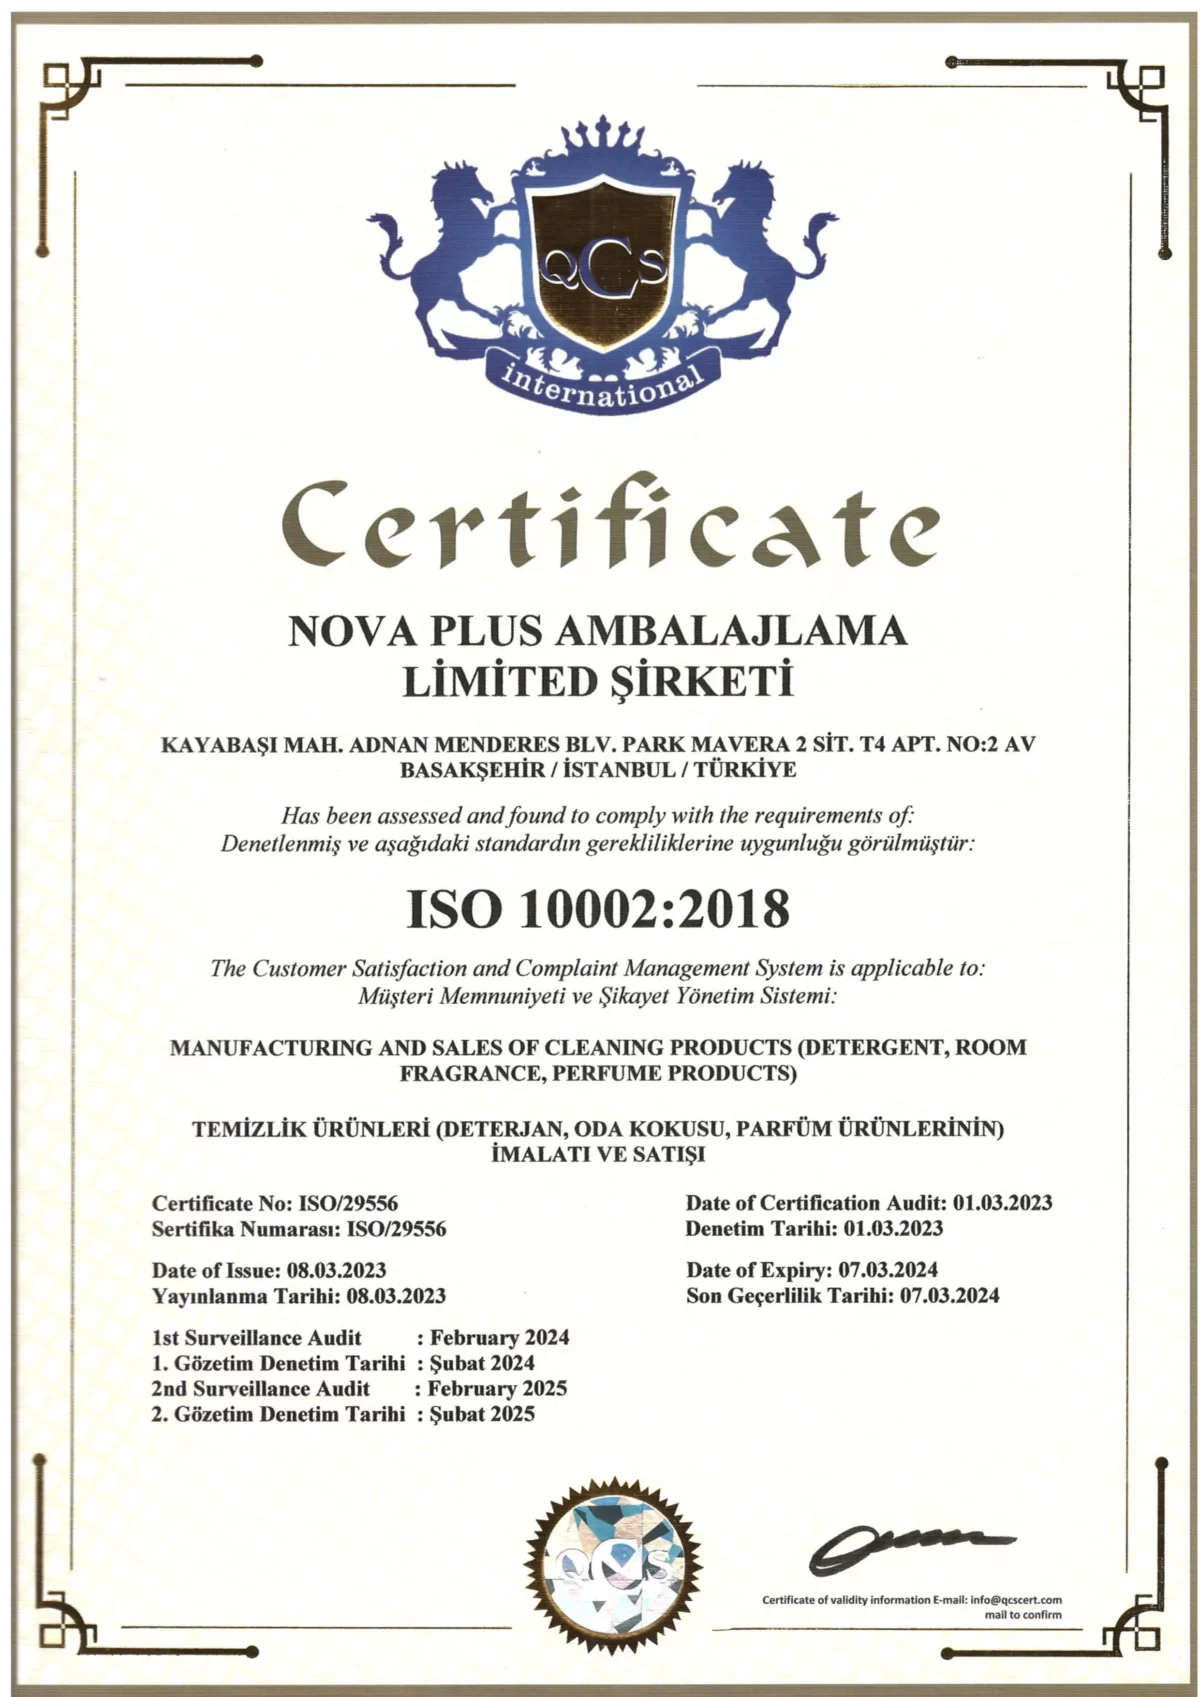 QCS
international
Certificate
NOVA PLUS AMBALAJLAMA
LİMİTED ŞİRKETİ
KAYABAŞI MAH. ADNAN MENDERES BLV. PARK MAVERA 2 SİT. T4 APT. NO:2 AV
BASAKŞEHİR / İSTANBUL / TÜRKİYE
Has been assessed and found to comply with the requirements of:
Denetlenmiş ve aşağıdaki standardın gerekliliklerine uygunluğu görülmüştür:
ISO 10002:2018
The Customer Satisfaction and Complaint Management System is applicable to:
Müşteri Memnuniyeti ve Şikayet Yönetim Sistemi:
MANUFACTURING AND SALES OF CLEANING PRODUCTS (DETERGENT, ROOM
FRAGRANCE, PERFUME PRODUCTS)
TEMİZLİK ÜRÜNLERİ (DETERJAN, ODA KOKUSU, PARFÜM ÜRÜNLERİNİN)
İMALATI VE SATIŞI
Certificate No: ISO/29556
Sertifika Numarası: ISO/29556
Date of Certification Audit: 01.03.2023
Denetim Tarihi: 01.03.2023
Date of Issue: 08.03.2023
Yayınlanma Tarihi: 08.03.2023
Date of Expiry: 07.03.2024
Son Geçerlilik Tarihi: 07.03.2024
1st Surveillance Audit : February 2024
1. Gözetim Denetim Tarihi : Şubat 2024
2nd Surveillance Audit : February 2025
2. Gözetim Denetim Tarihi : Şubat 2025
QCS
Certificate of validity information E-mail: info@qcscert.com
mail to confirm